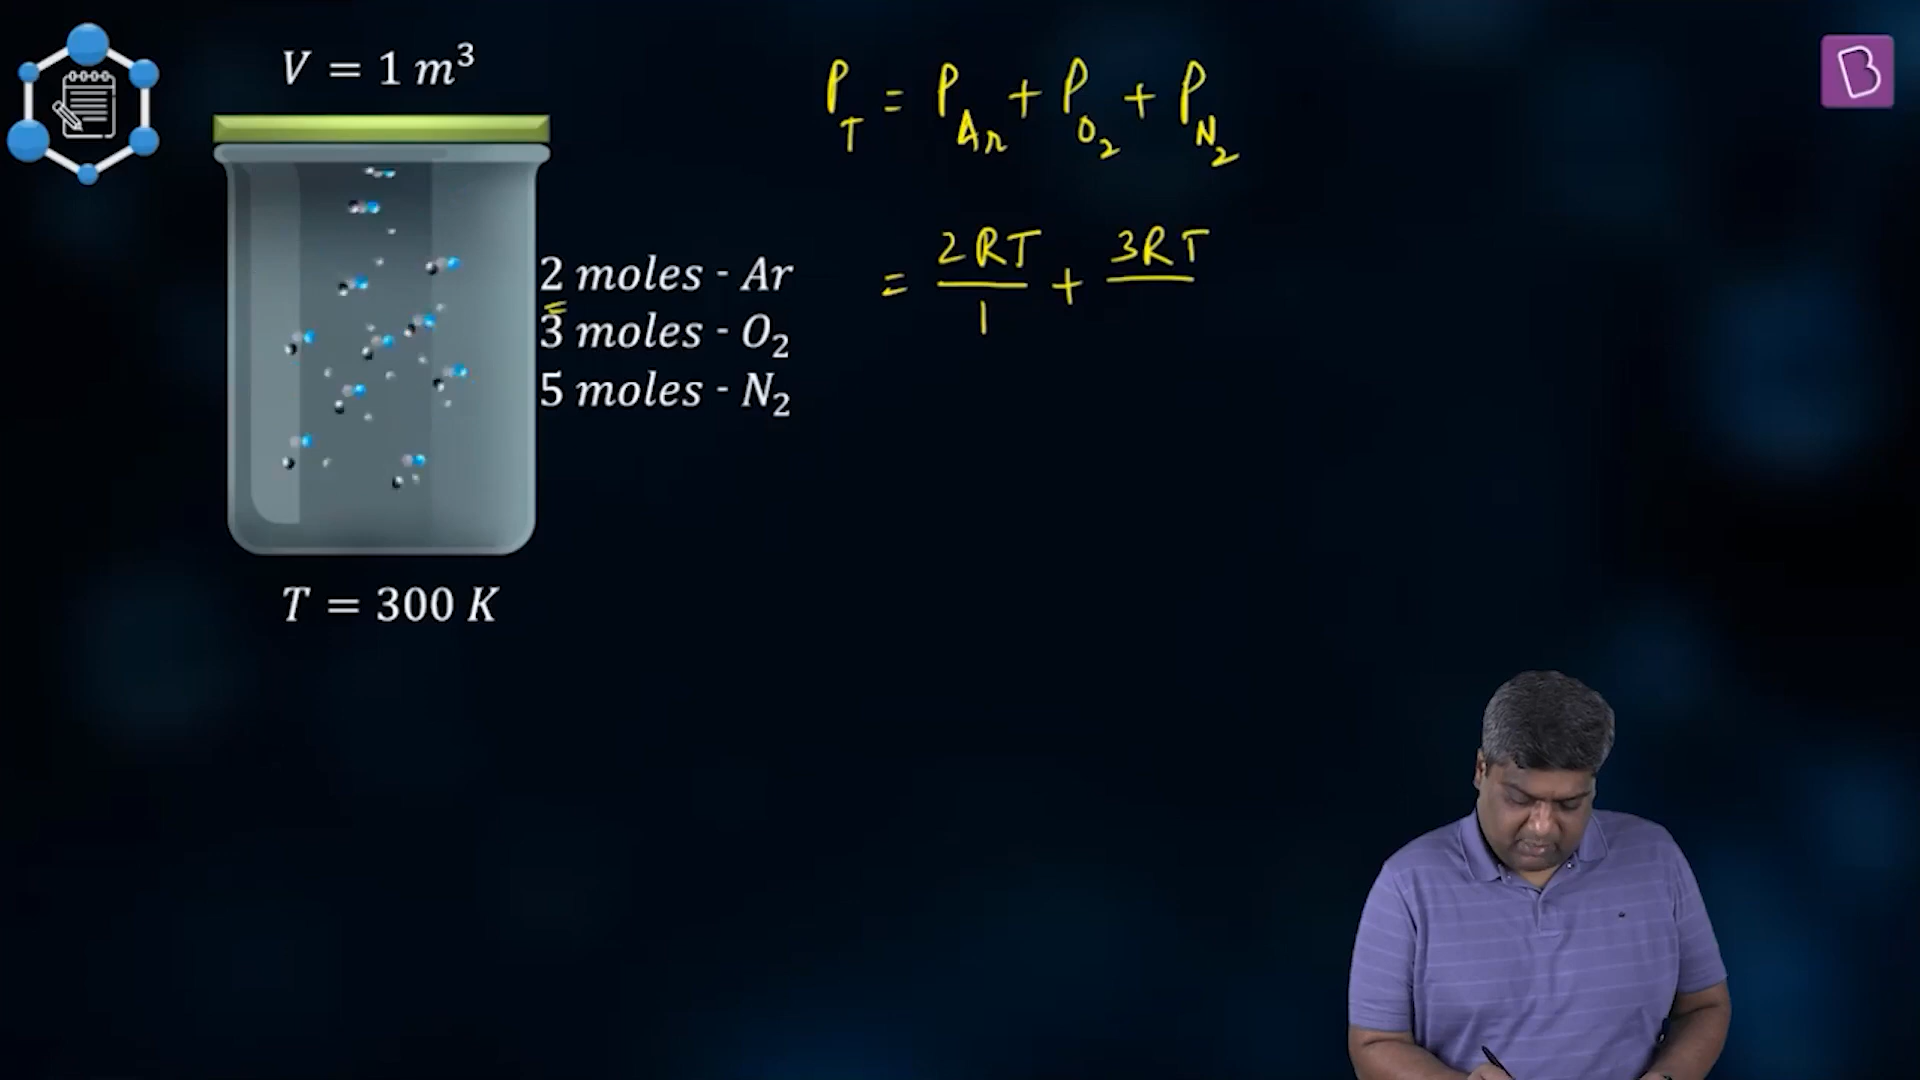 V = 1 m³
P_T = P_Ar + P_O₂ + P_N₂
= 2RT/1 + 3RT/
2 moles - Ar
3 moles - O₂
5 moles - N₂
T = 300 K
B